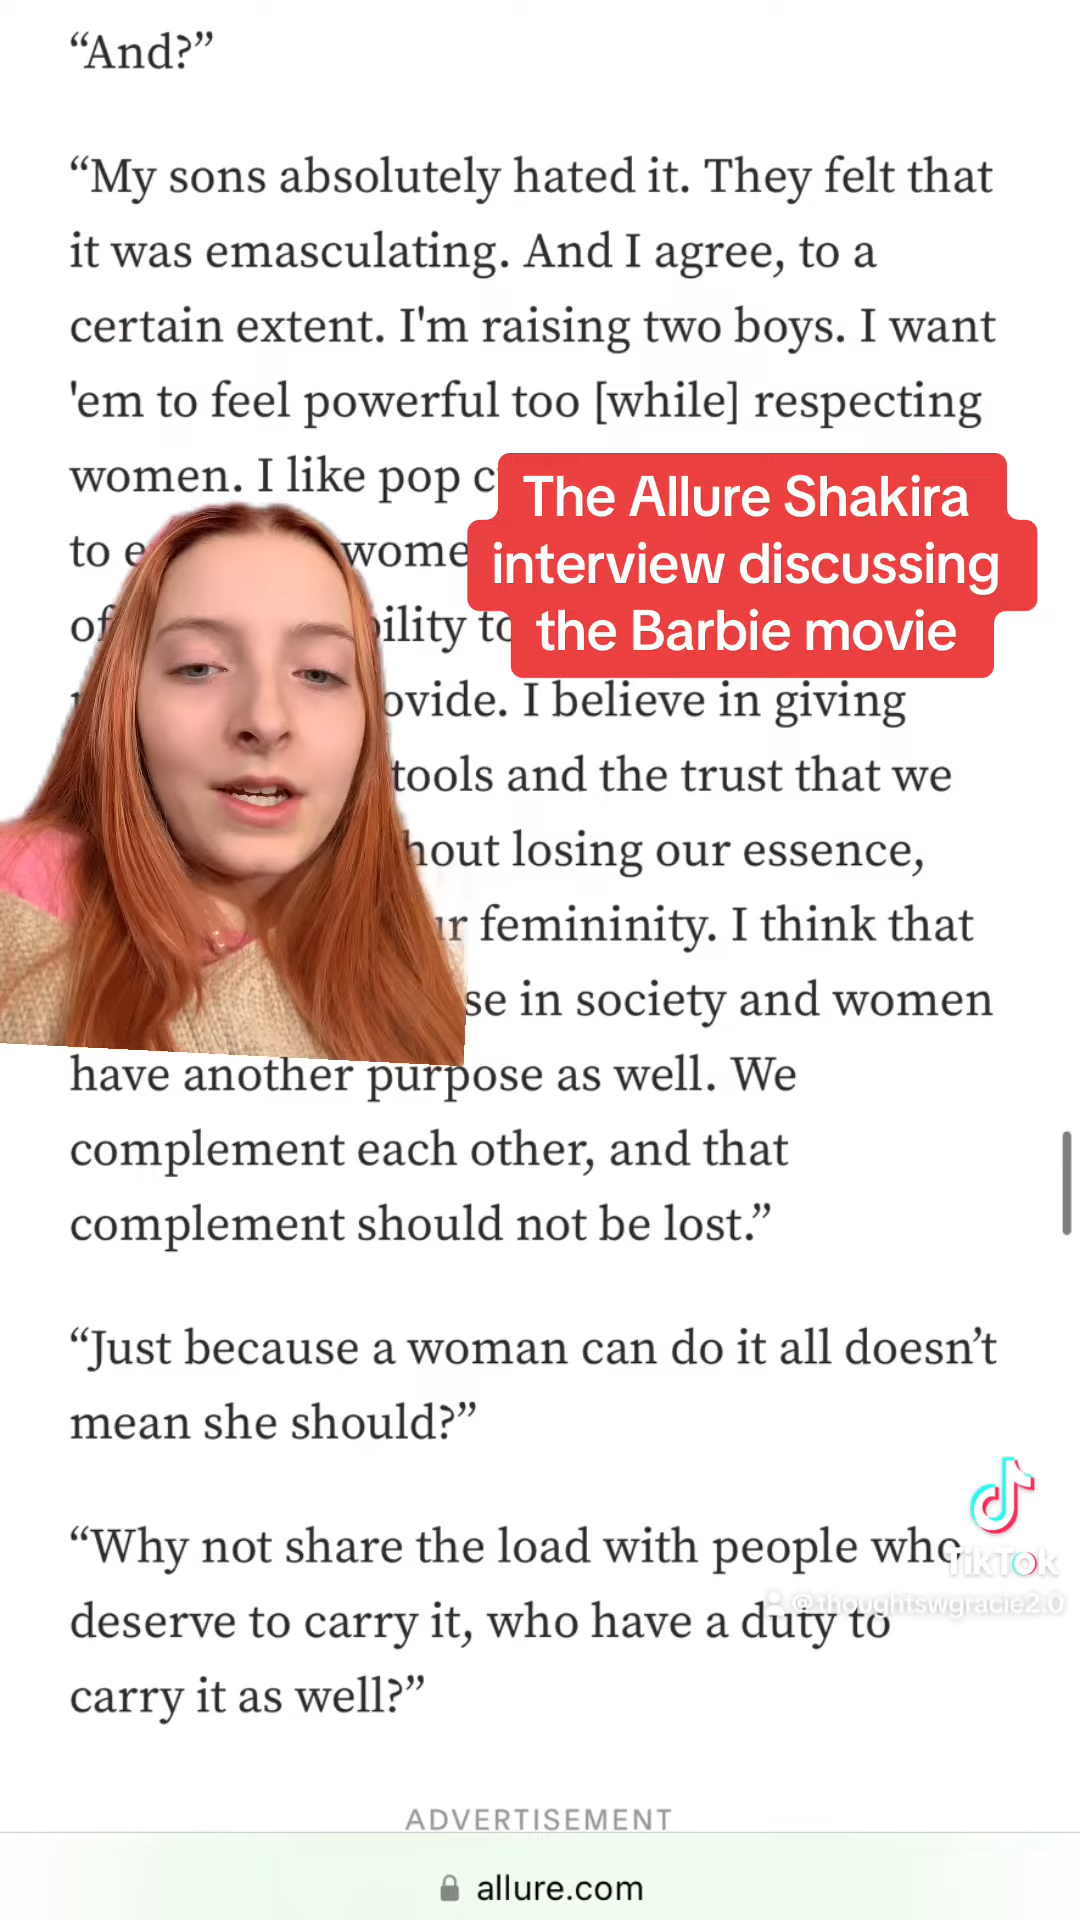 “And?”
“My sons absolutely hated it. They felt that
it was emasculating. And I agree, to a
certain extent. I'm raising two boys. I want
'em to feel powerful too [while] respecting
women. I like pop c
to e
of
ovide. I believe in giving
tools and the trust that we
hout losing our essence,
femininity. I think that
se in society and women
have another purpose as well. We
complement each other, and that
complement should not be lost.”
The Allure Shakira
interview discussing
the Barbie movie
“Just because a woman can do it all doesn’t
mean she should?”
“Why not share the load with people who
deserve to carry it, who have a duty to
carry it as well?”
TikTok
@thoughtswgracie2.0
ADVERTISEMENT
allure.com